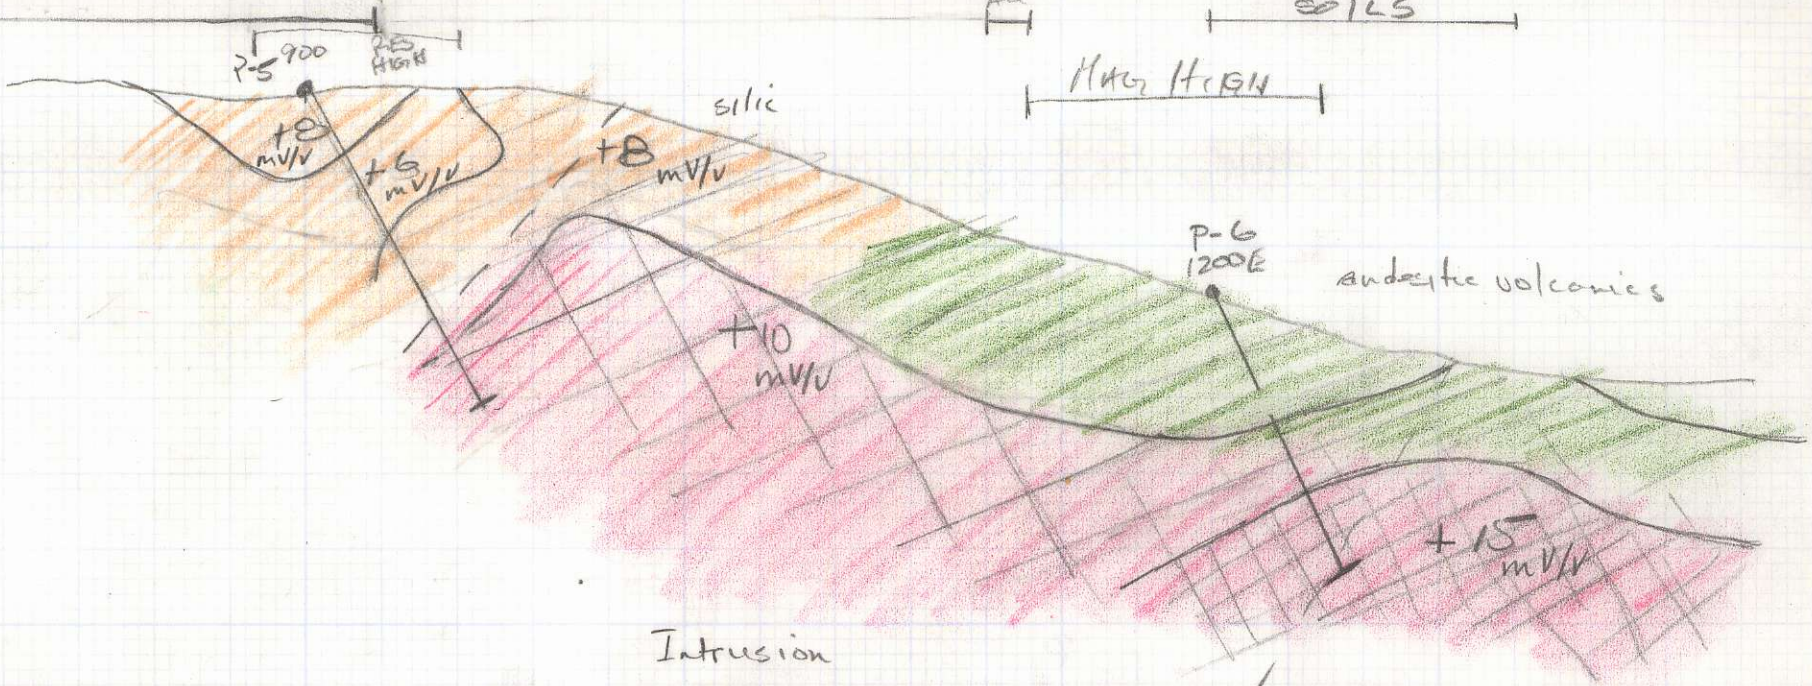 SOILS
P-5 900
RES
HIGH
MAG HIGH
silic
+8
mV/V
+6
mV/V
+8
mV/V
P-6
1200E
andesitic volcanics
+10
mV/V
+15
mV/V
Intrusion